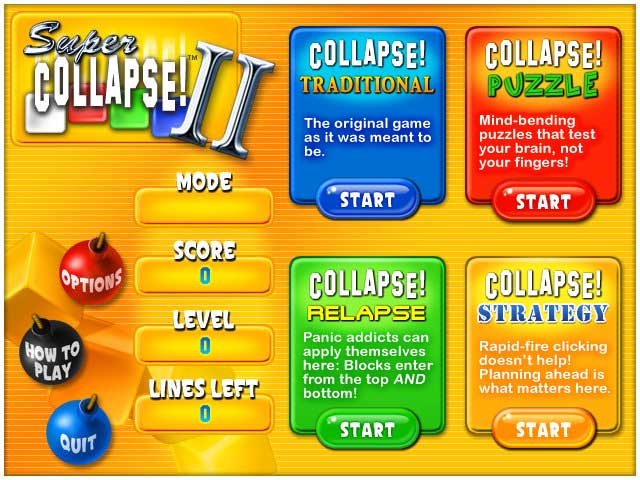 Super
COLLAPSE!™
II
MODE
SCORE
0
LEVEL
0
LINES LEFT
0
OPTIONS
HOW TO
PLAY
QUIT
COLLAPSE!
TRADITIONAL
The original game
as it was meant to
be.
START
COLLAPSE!
PUZZLE
Mind-bending
puzzles that test
your brain, not
your fingers!
START
COLLAPSE!
RELAPSE
Panic addicts can
apply themselves
here: Blocks enter
from the top AND
bottom!
START
COLLAPSE!
STRATEGY
Rapid-fire clicking
doesn't help!
Planning ahead is
what matters here.
START